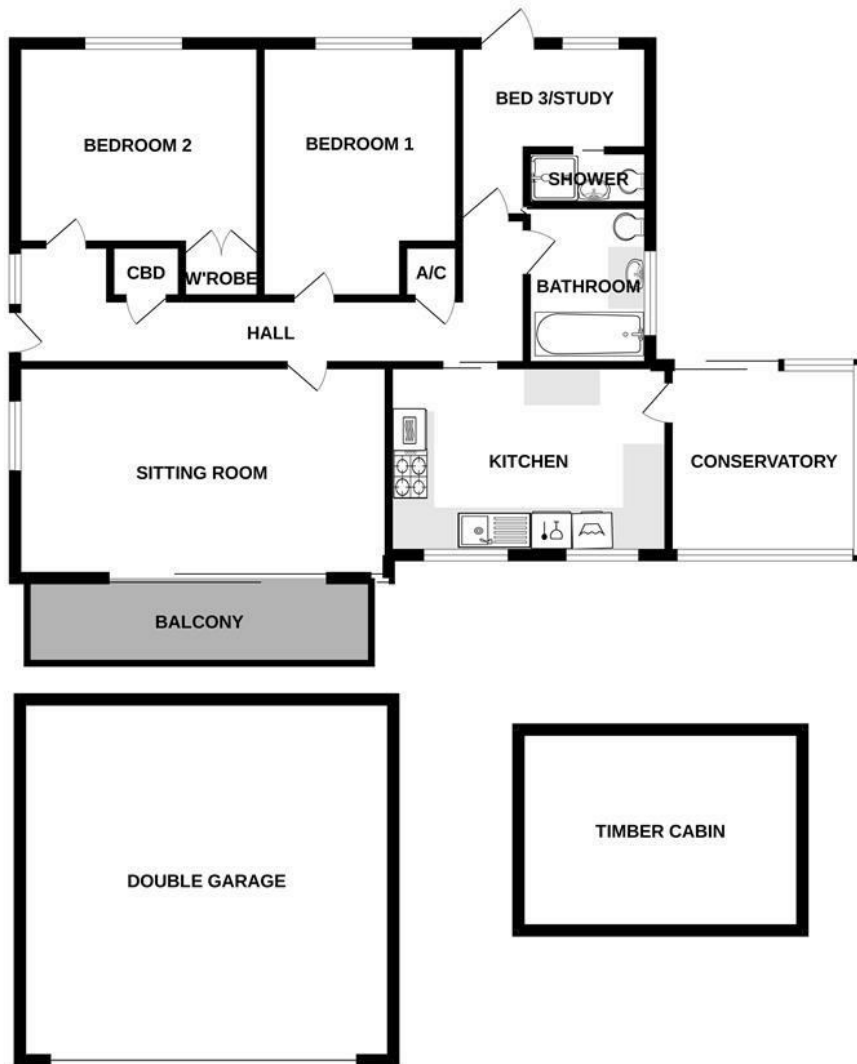 BED 3/STUDY
BEDROOM 2
BEDROOM 1
SHOWER
CBD
W'ROBE
A/C
BATHROOM
HALL
SITTING ROOM
KITCHEN
CONSERVATORY
BALCONY
DOUBLE GARAGE
TIMBER CABIN